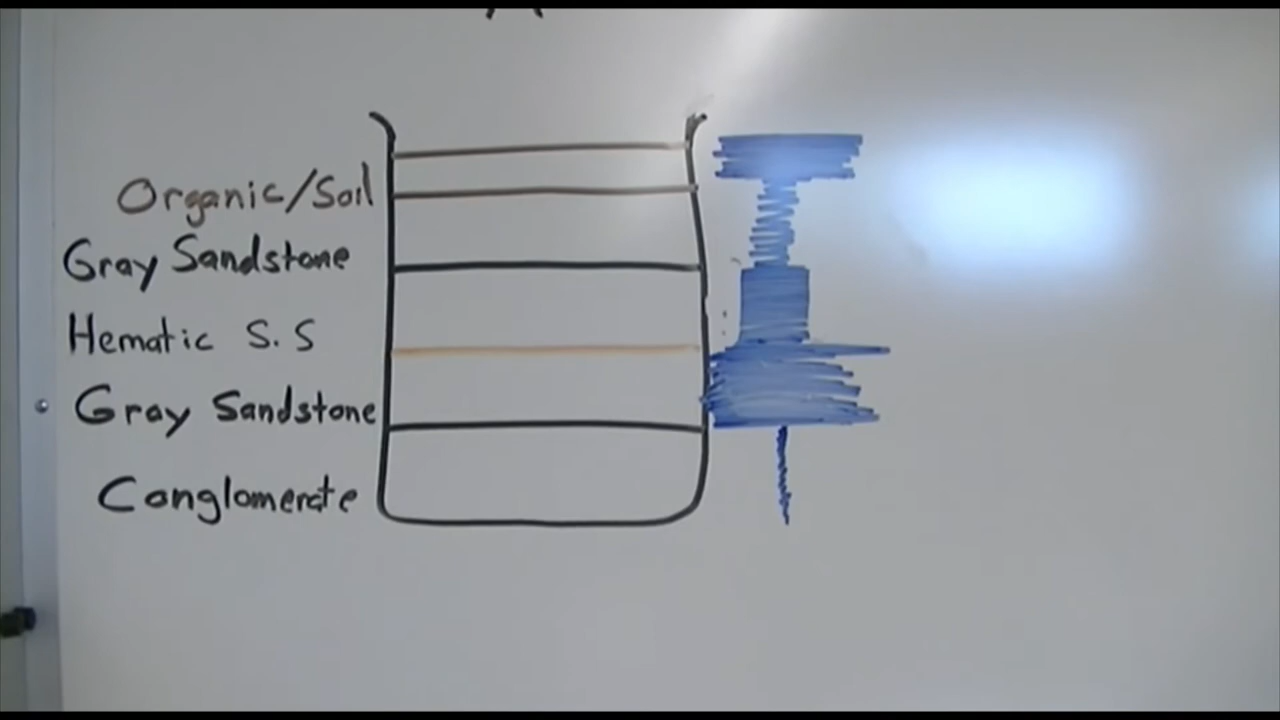 Organic/Soil
Gray Sandstone
Hematic S.S
Gray Sandstone
Conglomerate